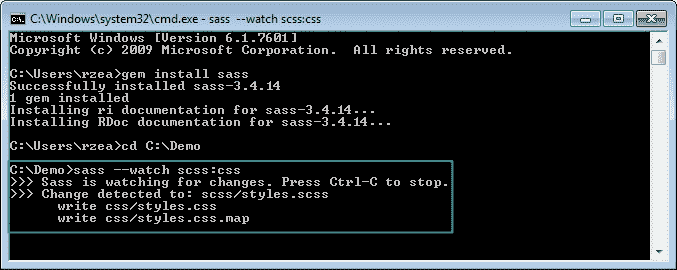 C:\Windows\system32\cmd.exe - sass --watch scss:css
Microsoft Windows [Version 6.1.7601]
Copyright (c) 2009 Microsoft Corporation.  All rights reserved.
C:\Users\rzea>gem install sass
Successfully installed sass-3.4.14
1 gem installed
Installing ri documentation for sass-3.4.14...
Installing RDoc documentation for sass-3.4.14...
C:\Users\rzea>cd C:\Demo
C:\Demo>sass --watch scss:css
>>> Sass is watching for changes. Press Ctrl-C to stop.
>>> Change detected to: scss/styles.scss
      write css/styles.css
      write css/styles.css.map